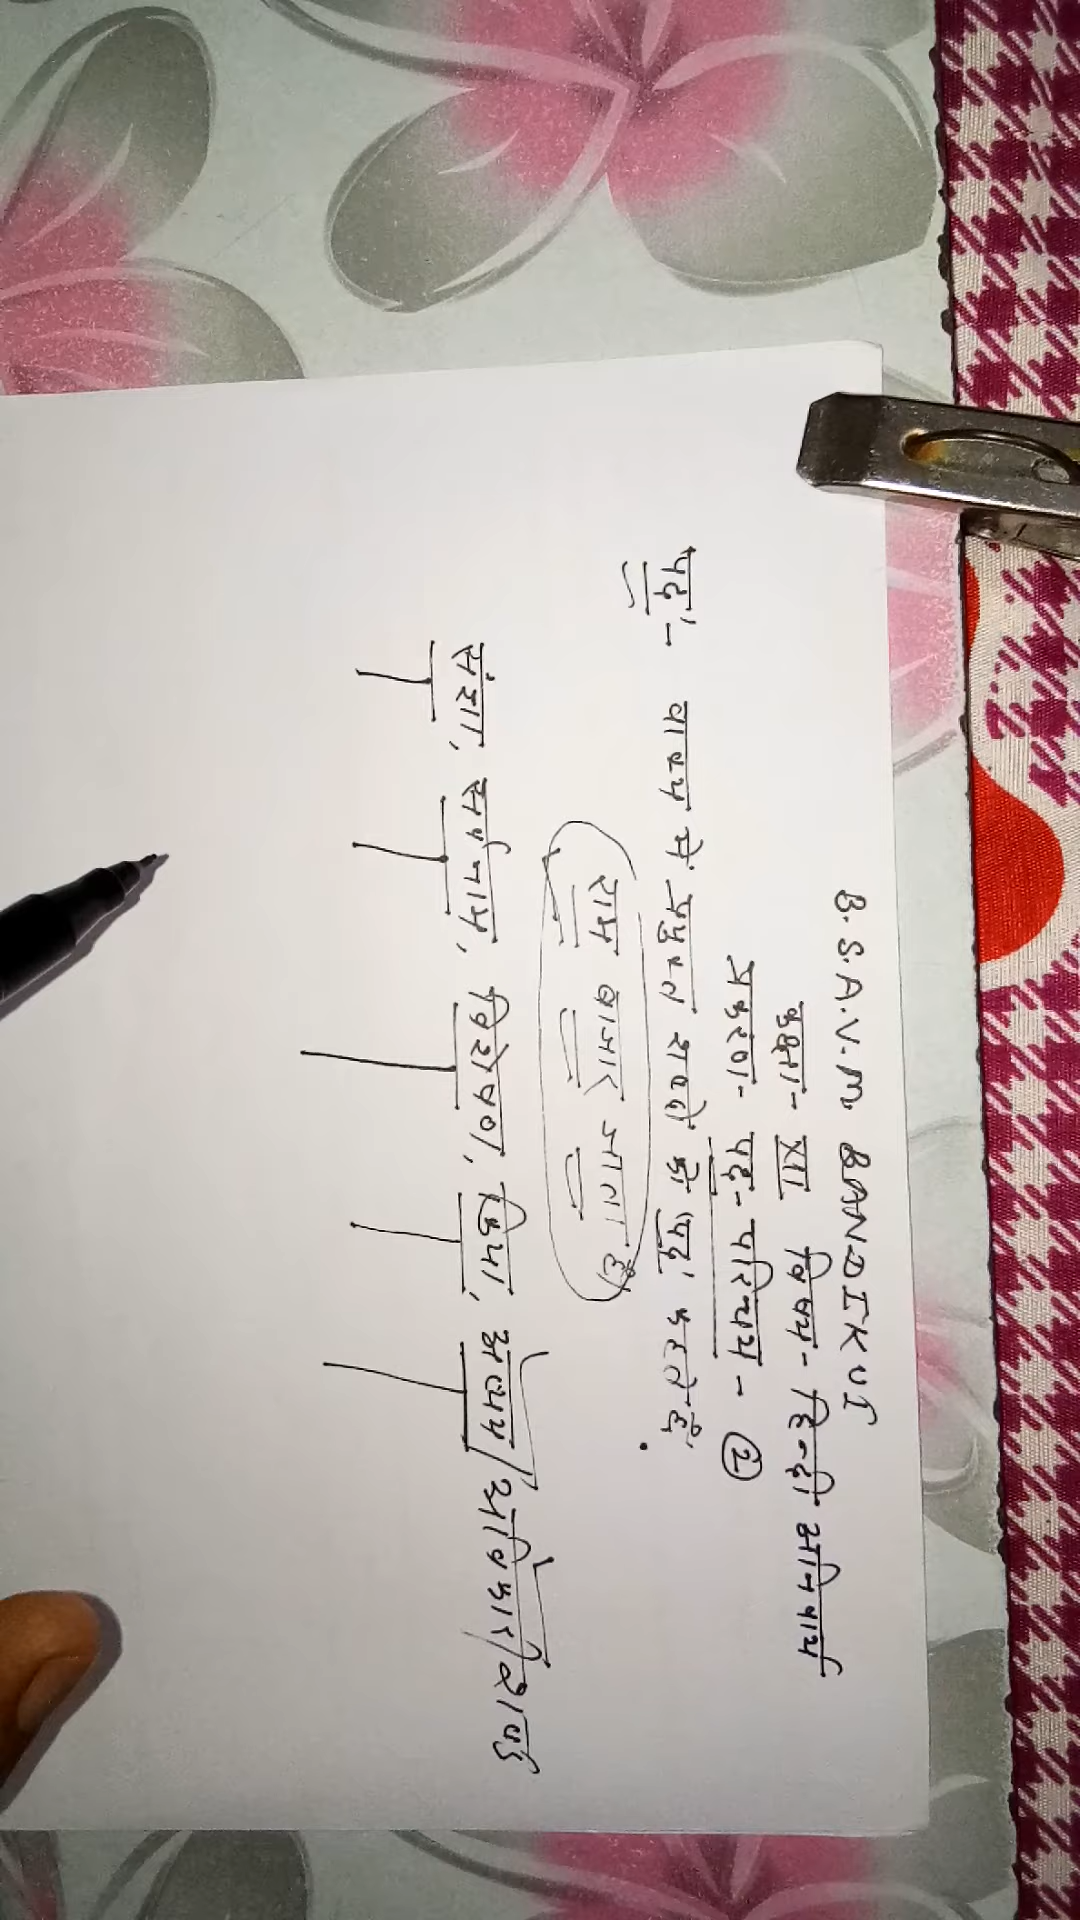 B.S.A.V.M. BANDIKUI
कक्षा- XII विषय- हिन्दी अनिवार्य
प्रकरण- पद- परिचय - 2
पद'- वाक्य में प्रयुक्त शब्दों को 'पद' कहते हैं.
राम बाजार जाता है।
संज्ञा, सर्वनाम, विशेषण, क्रिया, अव्यय/अविकारी शब्द